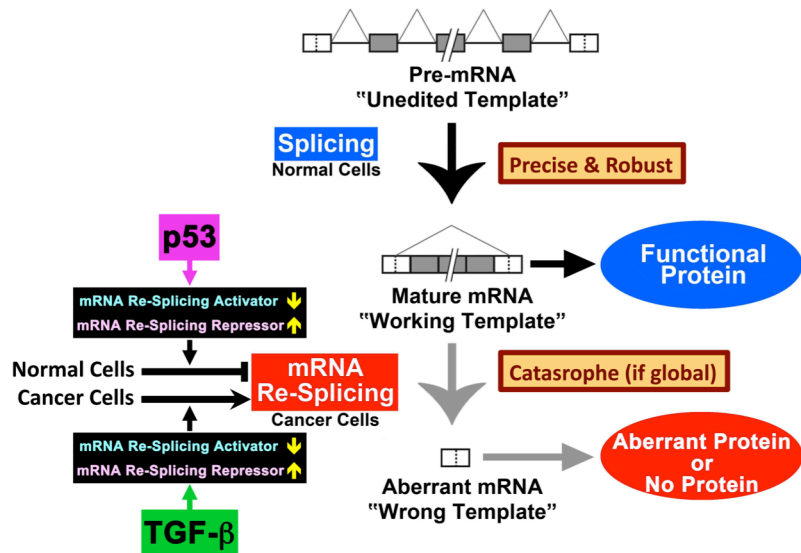 Pre-mRNA
"Unedited Template"
Splicing
Normal Cells
Precise & Robust
p53
mRNA Re-Splicing Activator
mRNA Re-Splicing Repressor
Mature mRNA
"Working Template"
Functional
Protein
Normal Cells
Cancer Cells
mRNA
Re-Splicing
Cancer Cells
Catasrophe (if global)
mRNA Re-Splicing Activator
mRNA Re-Splicing Repressor
TGF-β
Aberrant mRNA
"Wrong Template"
Aberrant Protein
or
No Protein